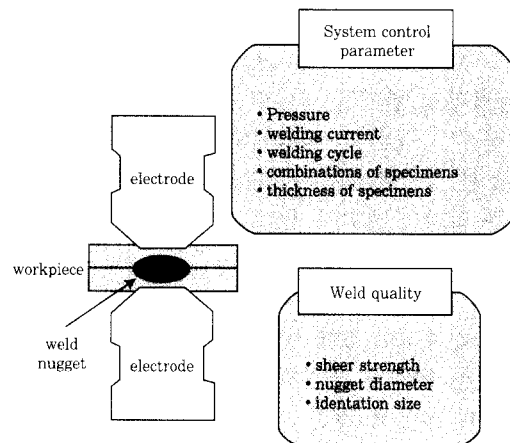 System control
parameter
• Pressure
• welding current
• welding cycle
• combinations of specimens
• thickness of specimens
electrode
workpiece
weld
nugget
electrode
Weld quality
• sheer strength
• nugget diameter
• identation size